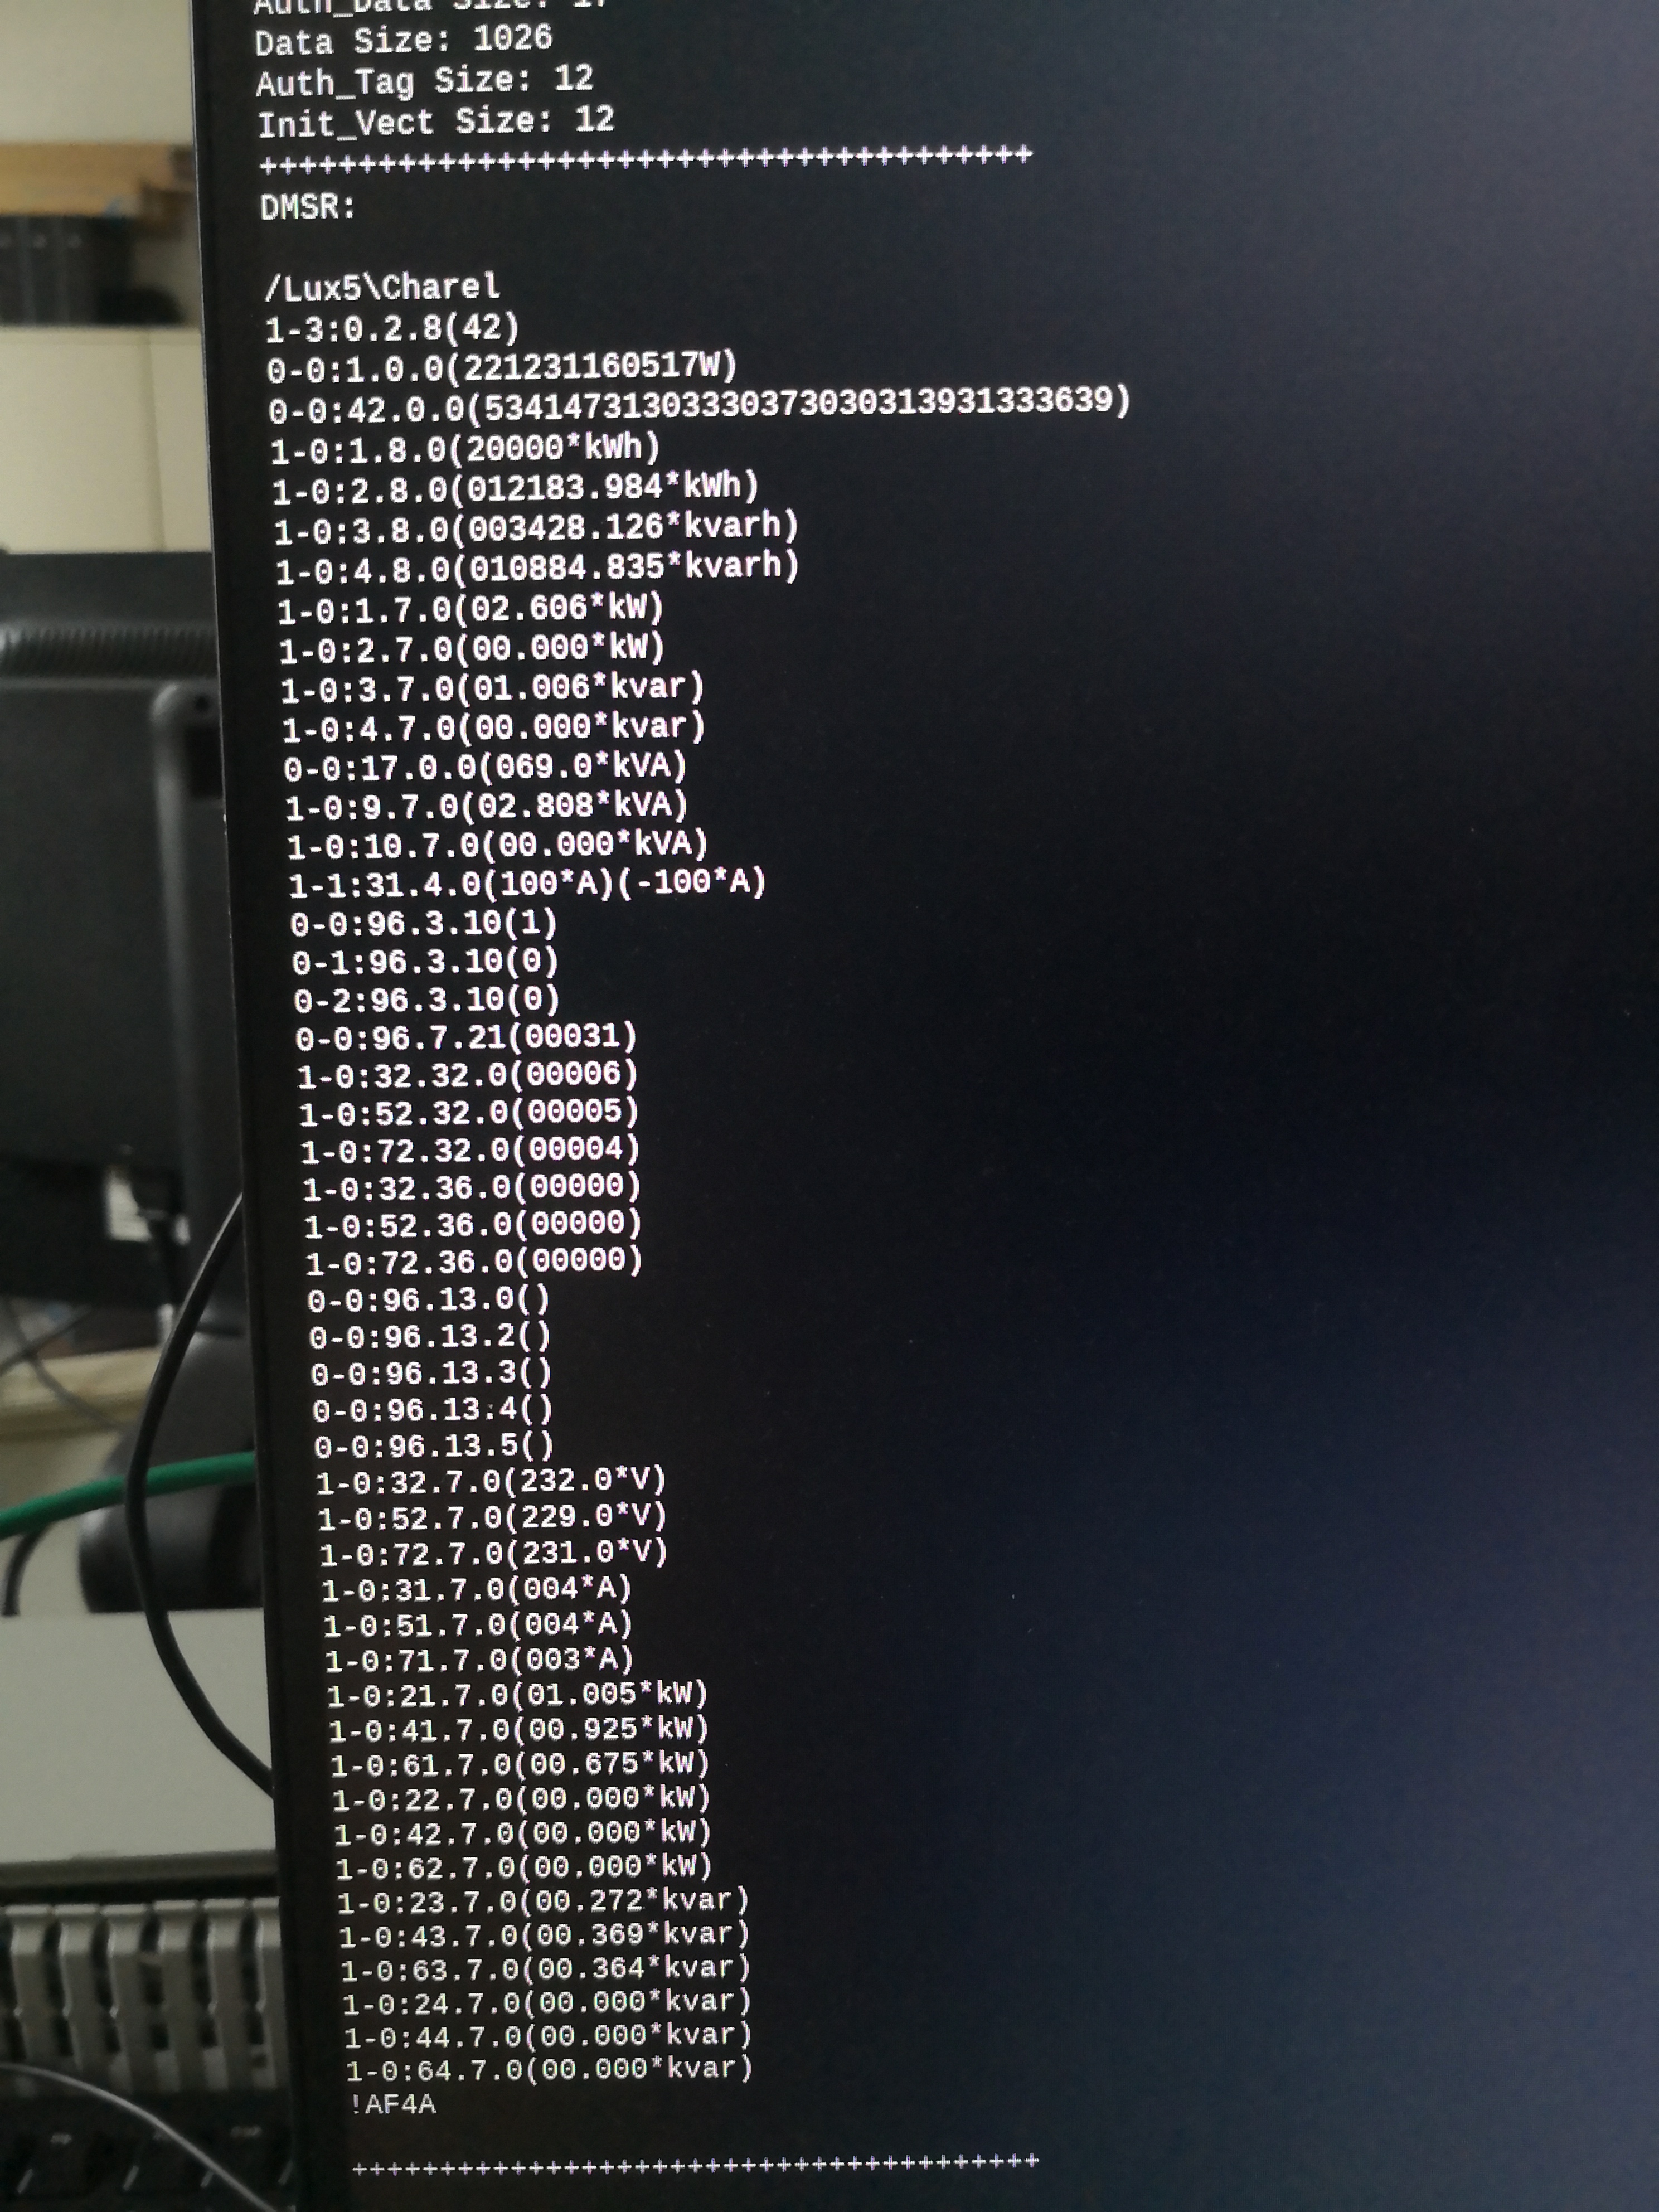 Auth_Data Size: 17
Data Size: 1026
Auth_Tag Size: 12
Init_Vect Size: 12
+++++++++++++++++++++++++++++++++++++++
DMSR:
/Lux5\Charel
1-3:0.2.8(42)
0-0:1.0.0(221231160517W)
0-0:42.0.0(53414731303330373030313931333639)
1-0:1.8.0(20000*kWh)
1-0:2.8.0(012183.984*kWh)
1-0:3.8.0(003428.126*kvarh)
1-0:4.8.0(010884.835*kvarh)
1-0:1.7.0(02.606*kW)
1-0:2.7.0(00.000*kW)
1-0:3.7.0(01.006*kvar)
1-0:4.7.0(00.000*kvar)
0-0:17.0.0(069.0*kVA)
1-0:9.7.0(02.808*kVA)
1-0:10.7.0(00.000*kVA)
1-1:31.4.0(100*A)(-100*A)
0-0:96.3.10(1)
0-1:96.3.10(0)
0-2:96.3.10(0)
0-0:96.7.21(00031)
1-0:32.32.0(00006)
1-0:52.32.0(00005)
1-0:72.32.0(00004)
1-0:32.36.0(00000)
1-0:52.36.0(00000)
1-0:72.36.0(00000)
0-0:96.13.0()
0-0:96.13.2()
0-0:96.13.3()
0-0:96.13.4()
0-0:96.13.5()
1-0:32.7.0(232.0*V)
1-0:52.7.0(229.0*V)
1-0:72.7.0(231.0*V)
1-0:31.7.0(004*A)
1-0:51.7.0(004*A)
1-0:71.7.0(003*A)
1-0:21.7.0(01.005*kW)
1-0:41.7.0(00.925*kW)
1-0:61.7.0(00.675*kW)
1-0:22.7.0(00.000*kW)
1-0:42.7.0(00.000*kW)
1-0:62.7.0(00.000*kW)
1-0:23.7.0(00.272*kvar)
1-0:43.7.0(00.369*kvar)
1-0:63.7.0(00.364*kvar)
1-0:24.7.0(00.000*kvar)
1-0:44.7.0(00.000*kvar)
1-0:64.7.0(00.000*kvar)
!AF4A
+++++++++++++++++++++++++++++++++++++++